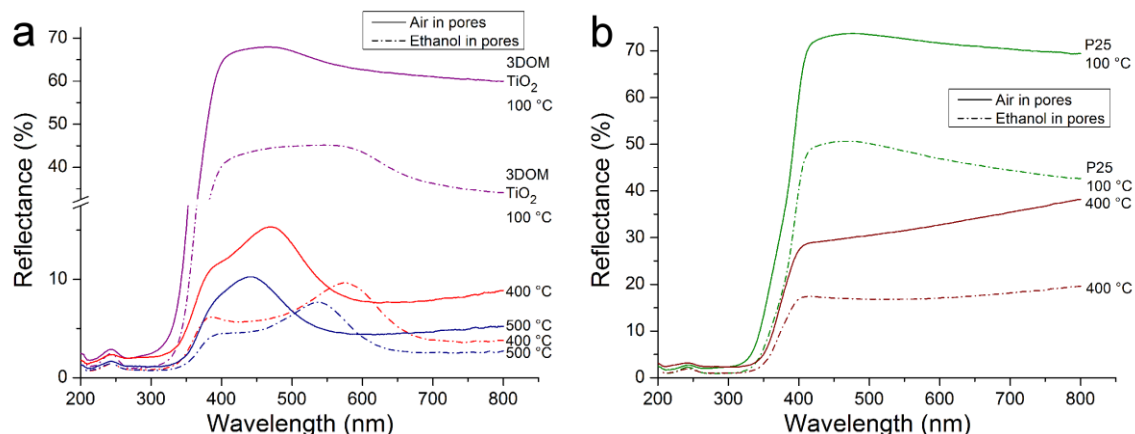 a
Air in pores
Ethanol in pores
3DOM
TiO2
100 °C
3DOM
TiO2
100 °C
400 °C
500 °C
400 °C
500 °C
70
60
45
10
0
Reflectance (%)
200 300 400 500 600 700 800
Wavelength (nm)
b
P25
100 °C
Air in pores
Ethanol in pores
P25
100 °C
400 °C
400 °C
70
60
50
40
30
20
10
0
Reflectance (%)
200 300 400 500 600 700 800
Wavelength (nm)